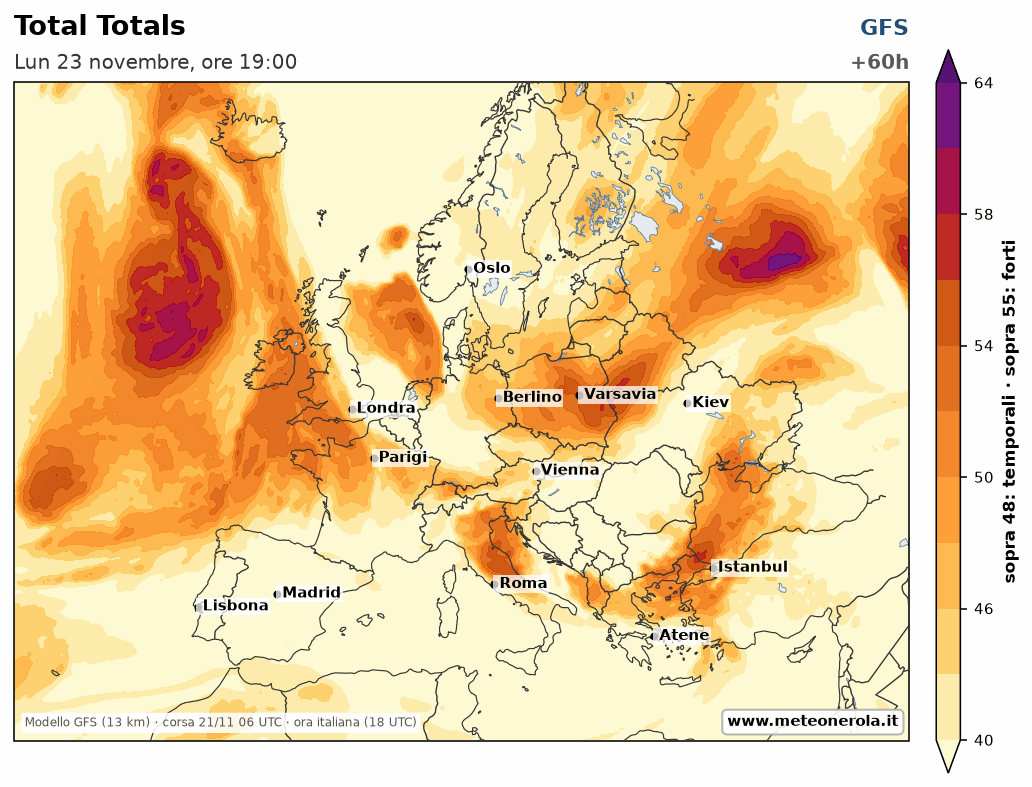 Total Totals
GFS
Lun 23 novembre, ore 19:00
+60h
64
58
54
50
46
40
sopra 48: temporali · sopra 55: forti
Oslo
Berlino
Varsavia
Kiev
Londra
Parigi
Vienna
Istanbul
Roma
Madrid
Lisbona
Atene
Modello GFS (13 km) · corsa 21/11 06 UTC · ora italiana (18 UTC)
www.meteonerola.it